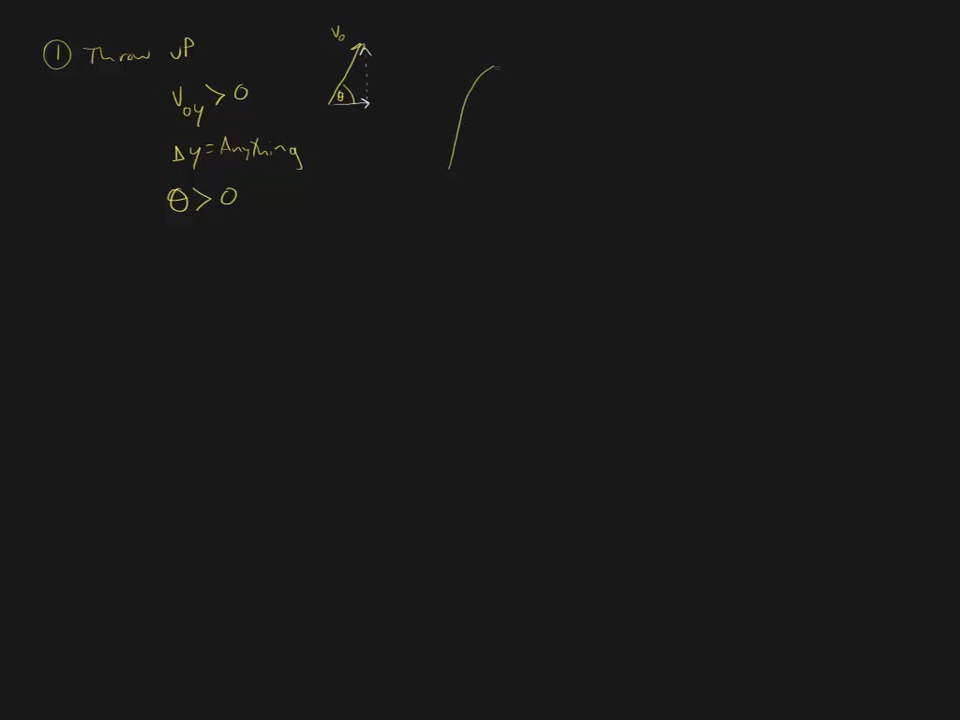 ① Throw UP
V₀
V₀y > 0
θ
Δy = Anything
θ > 0